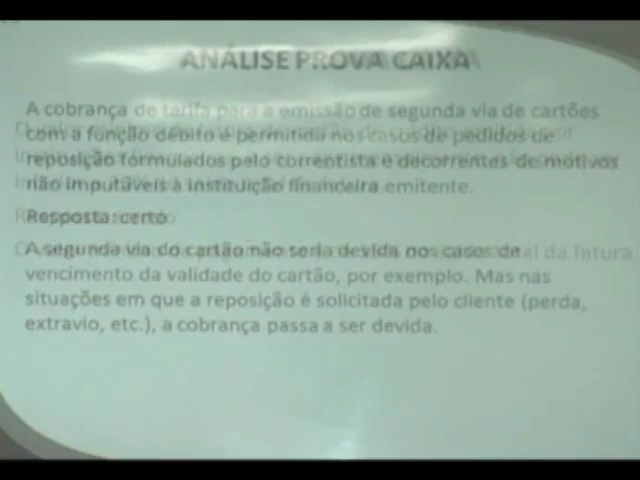 ANÁLISE PROVA CAIXA
A cobrança de tarifa para a emissão de segunda via de cartões
com a função débito é permitida nos casos de pedidos de
reposição formulados pelo correntista e decorrentes de motivos
não imputáveis à instituição financeira emitente.
Resposta: certo
A segunda via do cartão não seria devida nos casos de
vencimento da validade do cartão, por exemplo. Mas nas
situações em que a reposição é solicitada pelo cliente (perda,
extravio, etc.), a cobrança passa a ser devida.